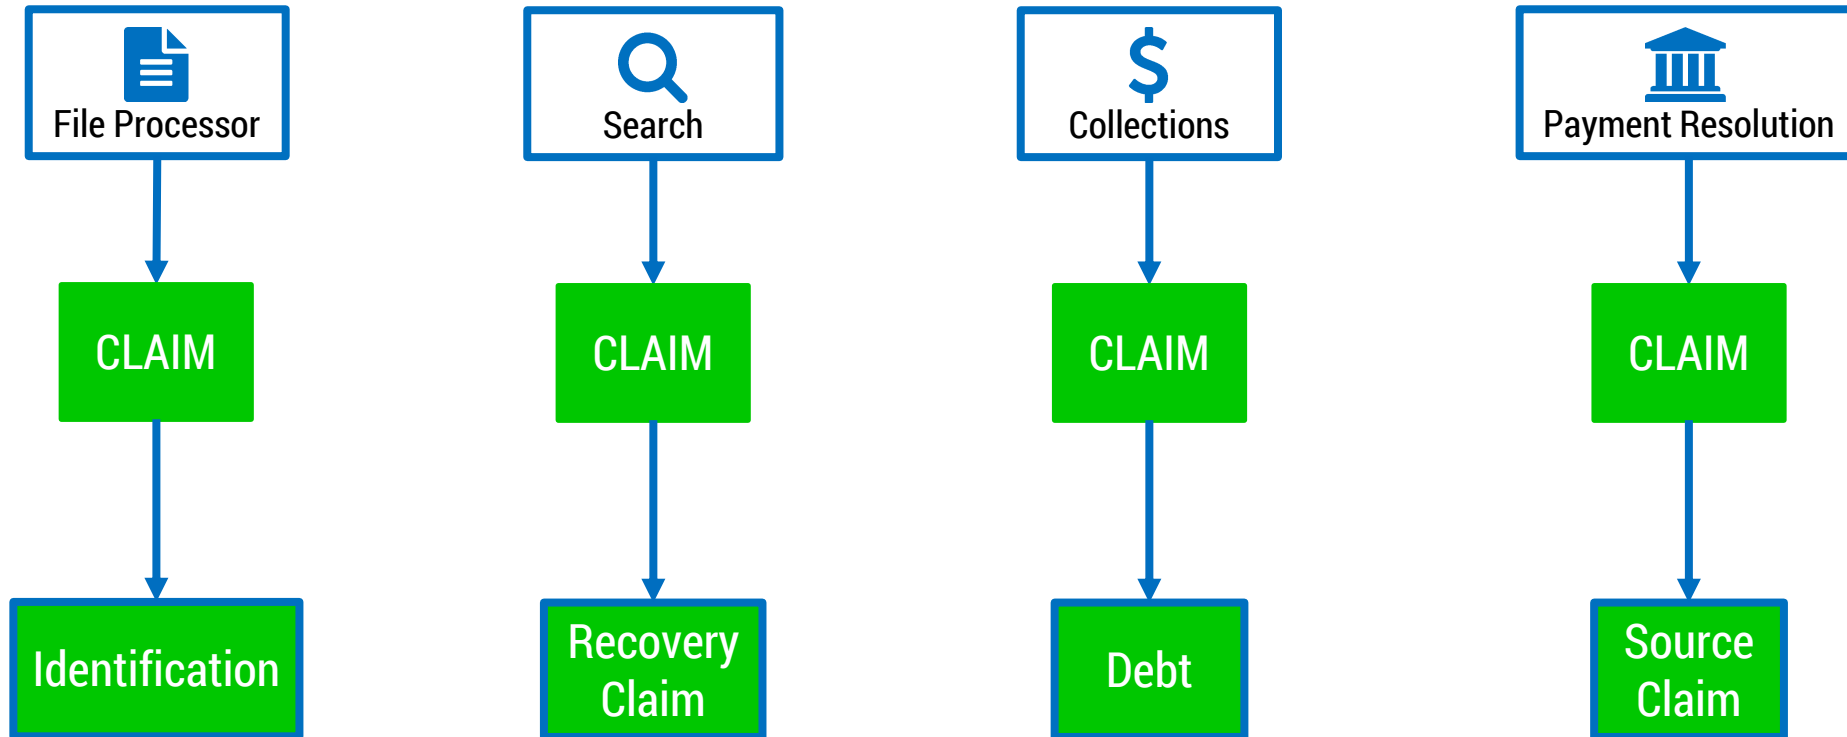 File Processor
Search
Collections
Payment Resolution
CLAIM
CLAIM
CLAIM
CLAIM
Identification
Recovery
Claim
Debt
Source
Claim